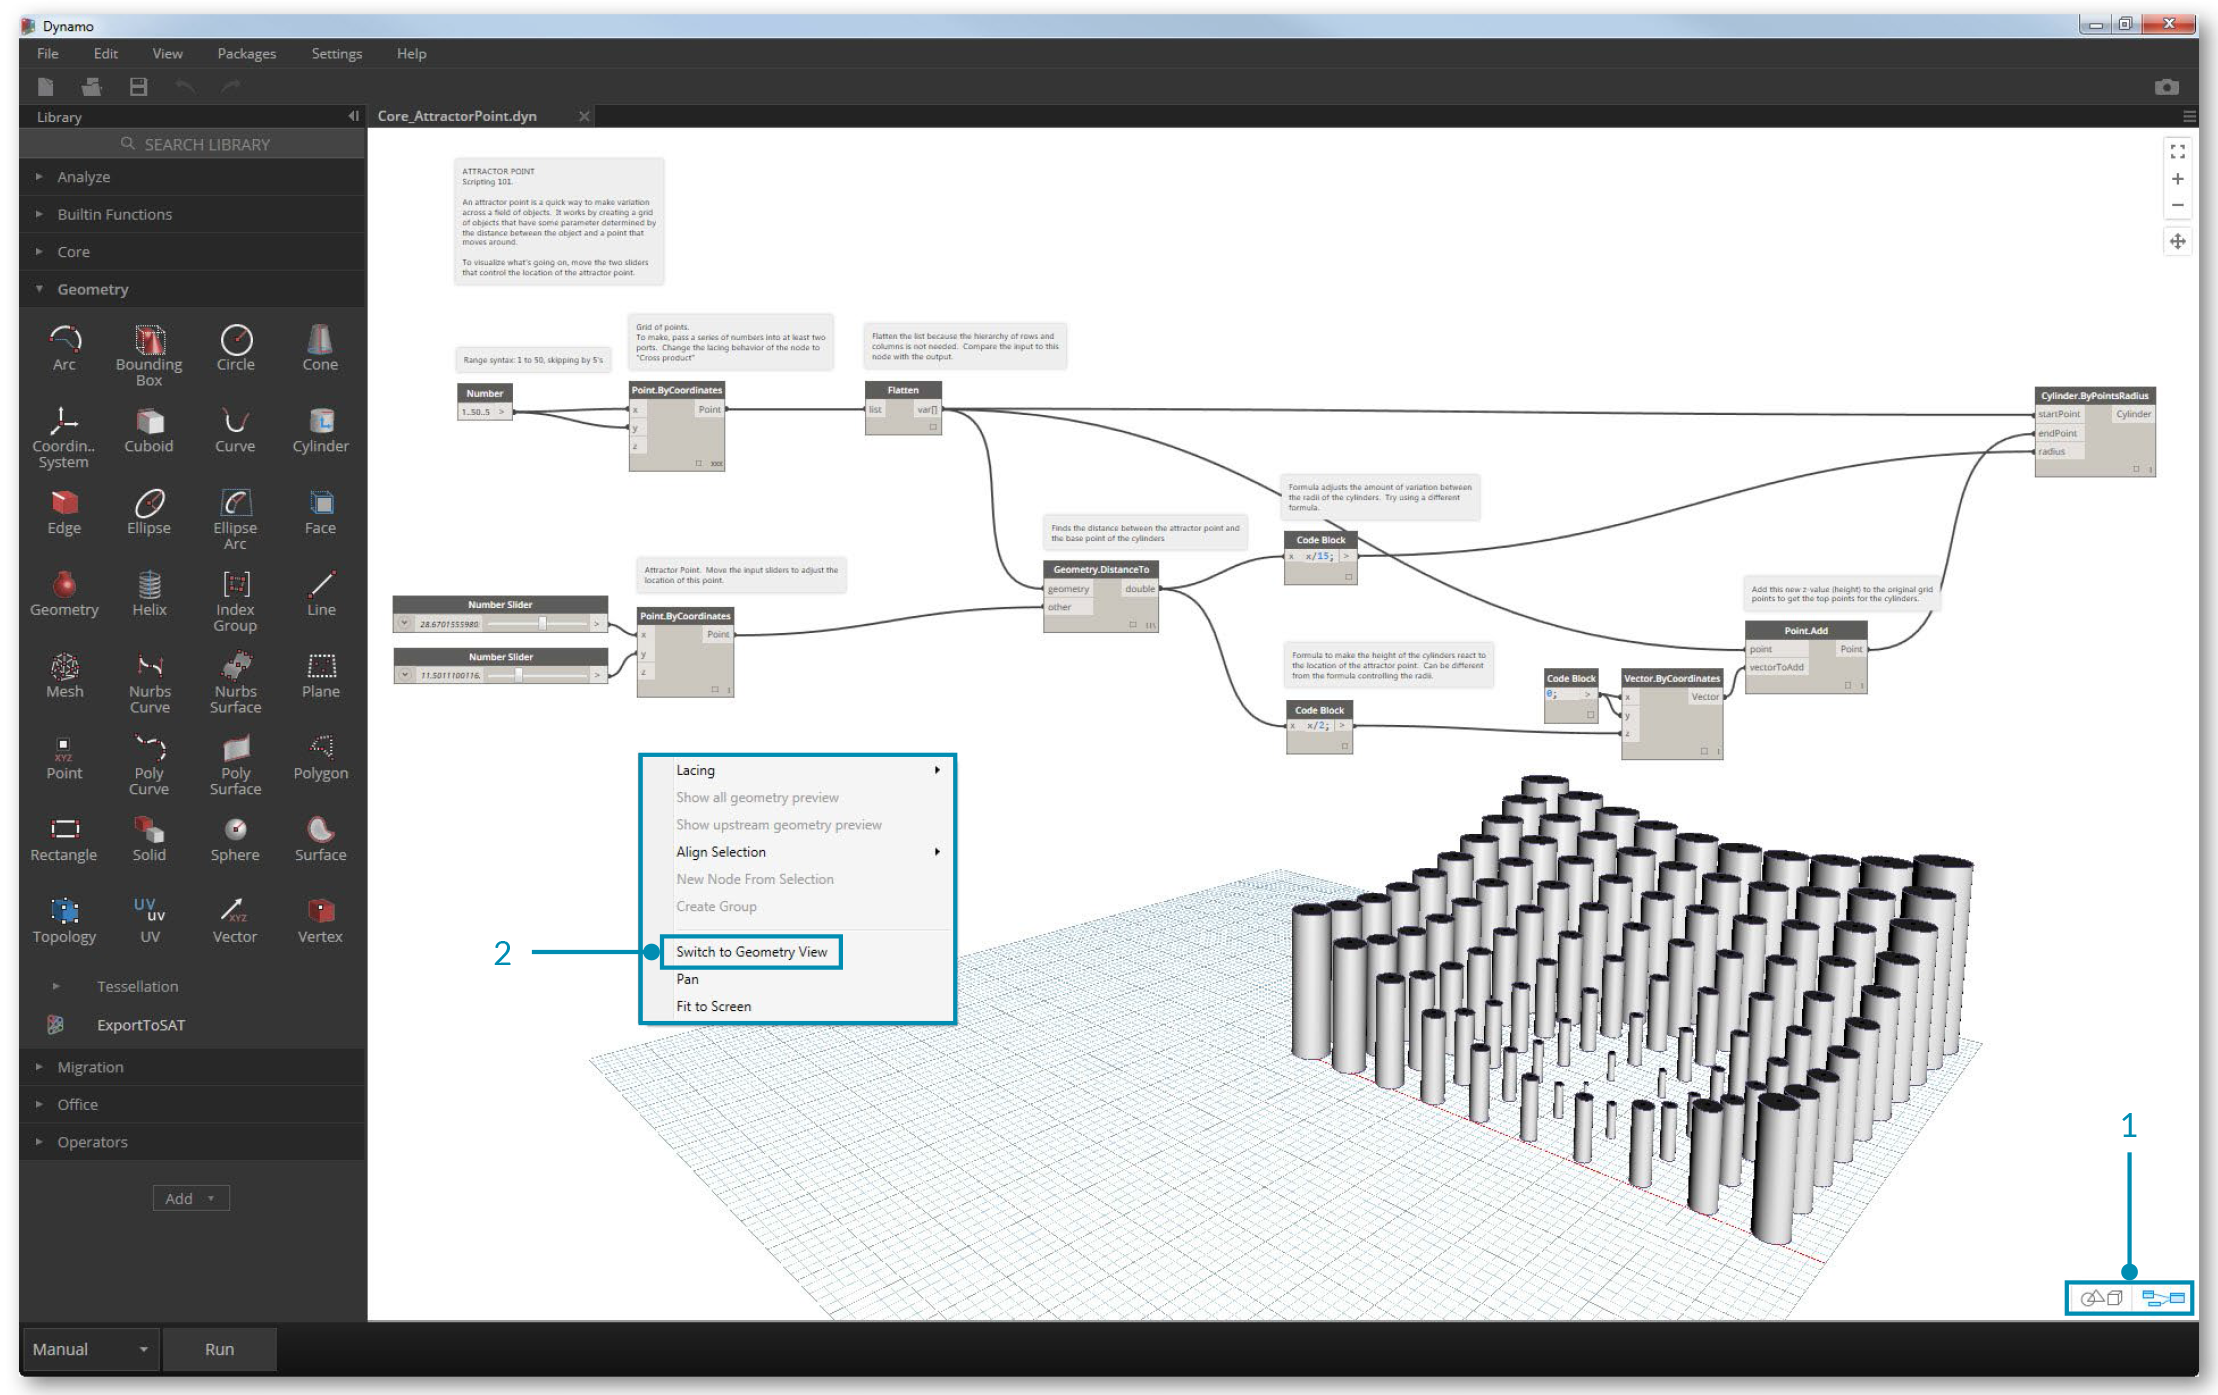 Dynamo
File Edit View Packages Settings Help
Library
Core_AttractorPoint.dyn
SEARCH LIBRARY
Analyze
Builtin Functions
Core
Geometry
Arc
Bounding
Box
Circle
Cone
Coordin..
System
Cuboid
Curve
Cylinder
Edge
Ellipse
Ellipse
Arc
Face
Geometry
Helix
Index
Group
Line
Mesh
Nurbs
Curve
Nurbs
Surface
Plane
XYZ
Point
Poly
Curve
Poly
Surface
Polygon
Rectangle
Solid
Sphere
Surface
Topology
UV
uv
UV
XYZ
Vector
Vertex
Tessellation
ExportToSAT
Migration
Office
Operators
Add
Manual
Run
ATTRACTOR POINT
Scripting 101.
An attractor point is a quick way to make variation
across a field of objects. It works by creating a grid
of objects that have some parameter determined by
the distance between the object and a point that
moves around.
To visualize what's going on, move the two sliders
that control the location of the attractor point.
Range syntax: 1 to 50, skipping by 5's
Number
1..50..5 >
Grid of points.
To make, pass a series of numbers into at least two
ports. Change the lacing behavior of the node to
"Cross product"
Point.ByCoordinates
x Point
y
z
xxx
Flatten the list because the hierarchy of rows and
columns is not needed. Compare the input to this
node with the output.
Flatten
list var[]
Cylinder.ByPointsRadius
startPoint Cylinder
endPoint
radius
Formula adjusts the amount of variation between
the radii of the cylinders. Try using a different
formula.
Code Block
x x/15; >
Finds the distance between the attractor point and
the base point of the cylinders
Geometry.DistanceTo
geometry double
other
Attractor Point. Move the input sliders to adjust the
location of this point.
Number Slider
28.6701555980 >
Number Slider
11.5011100116 >
Point.ByCoordinates
x Point
y
z
Formula to make the height of the cylinders react to
the location of the attractor point. Can be different
from the formula controlling the radii.
Code Block
x x/2; >
Code Block
0; >
Vector.ByCoordinates
x Vector
y
z
Add this new z-value (height) to the original grid
points to get the top points for the cylinders.
Point.Add
point Point
vectorToAdd
Lacing
Show all geometry preview
Show upstream geometry preview
Align Selection
New Node From Selection
Create Group
Switch to Geometry View
Pan
Fit to Screen
2
1